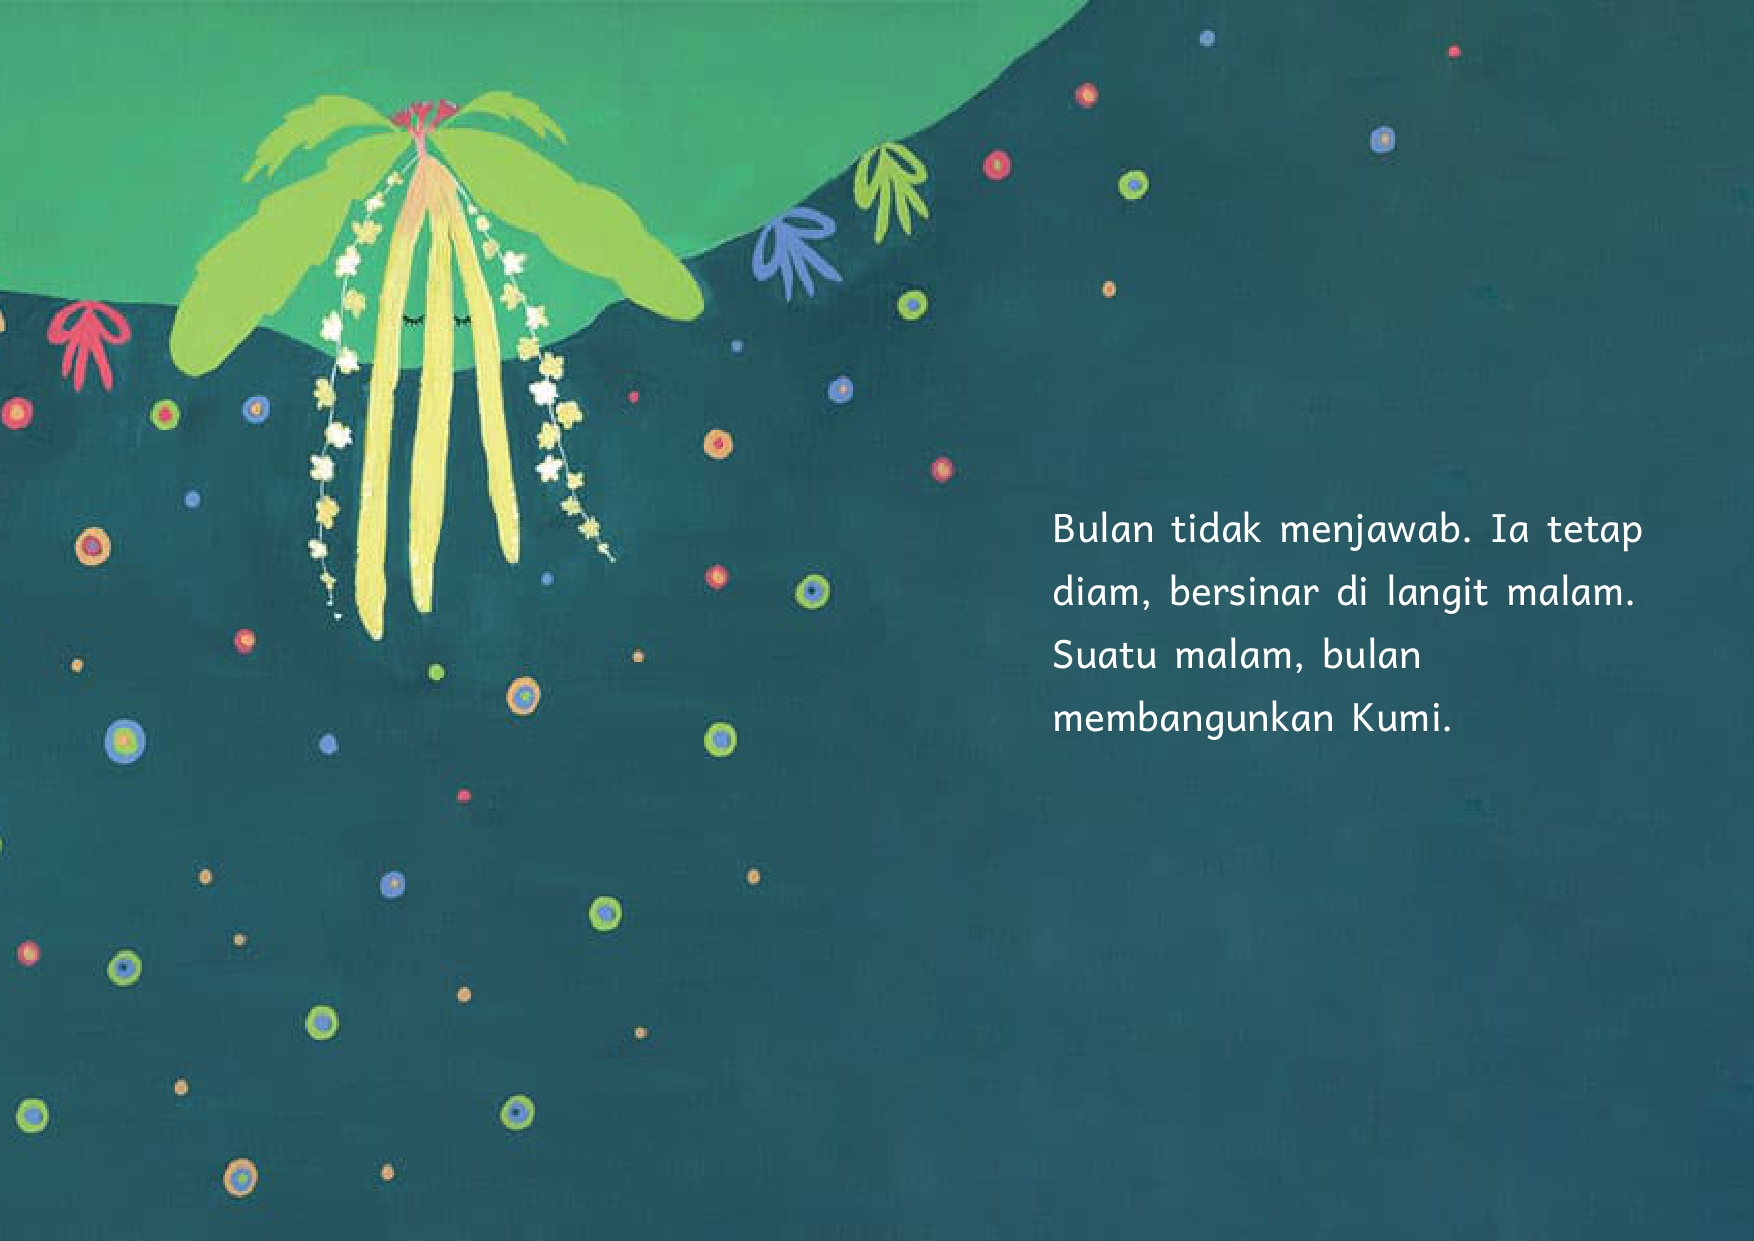 Bulan tidak menjawab. Ia tetap
diam, bersinar di langit malam.
Suatu malam, bulan
membangunkan Kumi.